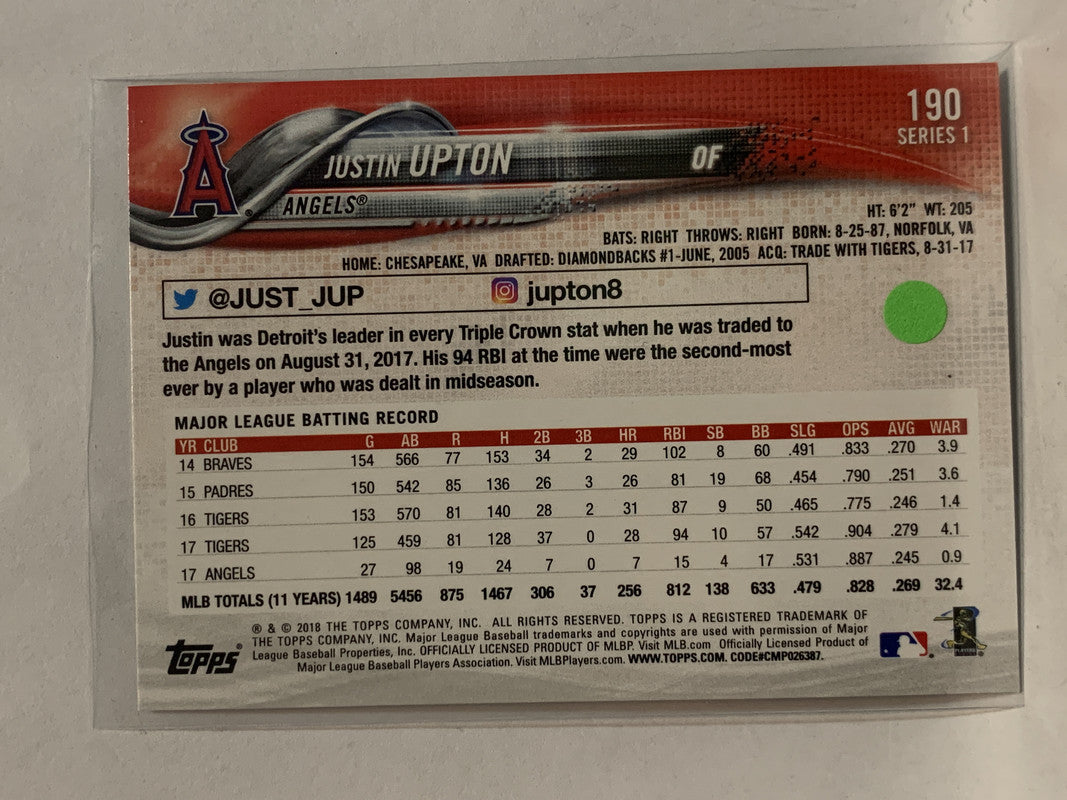 190
SERIES 1
A
JUSTIN UPTON OF
ANGELS®
HT: 6'2" WT: 205
BATS: RIGHT THROWS: RIGHT BORN: 8-25-87, NORFOLK, VA
HOME: CHESAPEAKE, VA DRAFTED: DIAMONDBACKS #1-JUNE, 2005 ACQ: TRADE WITH TIGERS, 8-31-17
@JUST_JUP jupton8
Justin was Detroit's leader in every Triple Crown stat when he was traded to
the Angels on August 31, 2017. His 94 RBI at the time were the second-most
ever by a player who was dealt in midseason.
MAJOR LEAGUE BATTING RECORD
YR CLUB G AB R H 2B 3B HR RBI SB BB SLG OPS AVG WAR
14 BRAVES 154 566 77 153 34 2 29 102 8 60 .491 .833 .270 3.9
15 PADRES 150 542 85 136 26 3 26 81 19 68 .454 .790 .251 3.6
16 TIGERS 153 570 81 140 28 2 31 87 9 50 .465 .775 .246 1.4
17 TIGERS 125 459 81 128 37 0 28 94 10 57 .542 .904 .279 4.1
17 ANGELS 27 98 19 24 7 0 7 15 4 17 .531 .887 .245 0.9
MLB TOTALS (11 YEARS) 1489 5456 875 1467 306 37 256 812 138 633 .479 .828 .269 32.4
® & © 2018 THE TOPPS COMPANY, INC. ALL RIGHTS RESERVED. TOPPS IS A REGISTERED TRADEMARK OF
THE TOPPS COMPANY, INC. Major League Baseball trademarks and copyrights are used with permission of Major
League Baseball Properties, Inc. OFFICIALLY LICENSED PRODUCT OF MLBP. Visit MLB.com Officially Licensed Product of
Major League Baseball Players Association. Visit MLBPlayers.com. WWW.TOPPS.COM. CODE#CMP026387.
topps®
PLAYERS